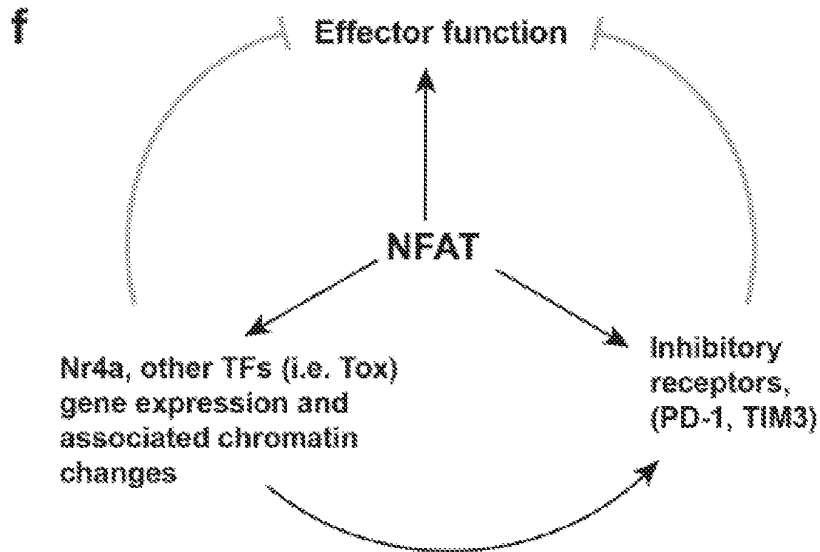 f
Effector function
NFAT
Nr4a, other TFs (i.e. Tox)
gene expression and
associated chromatin
changes
Inhibitory
receptors,
(PD-1, TIM3)